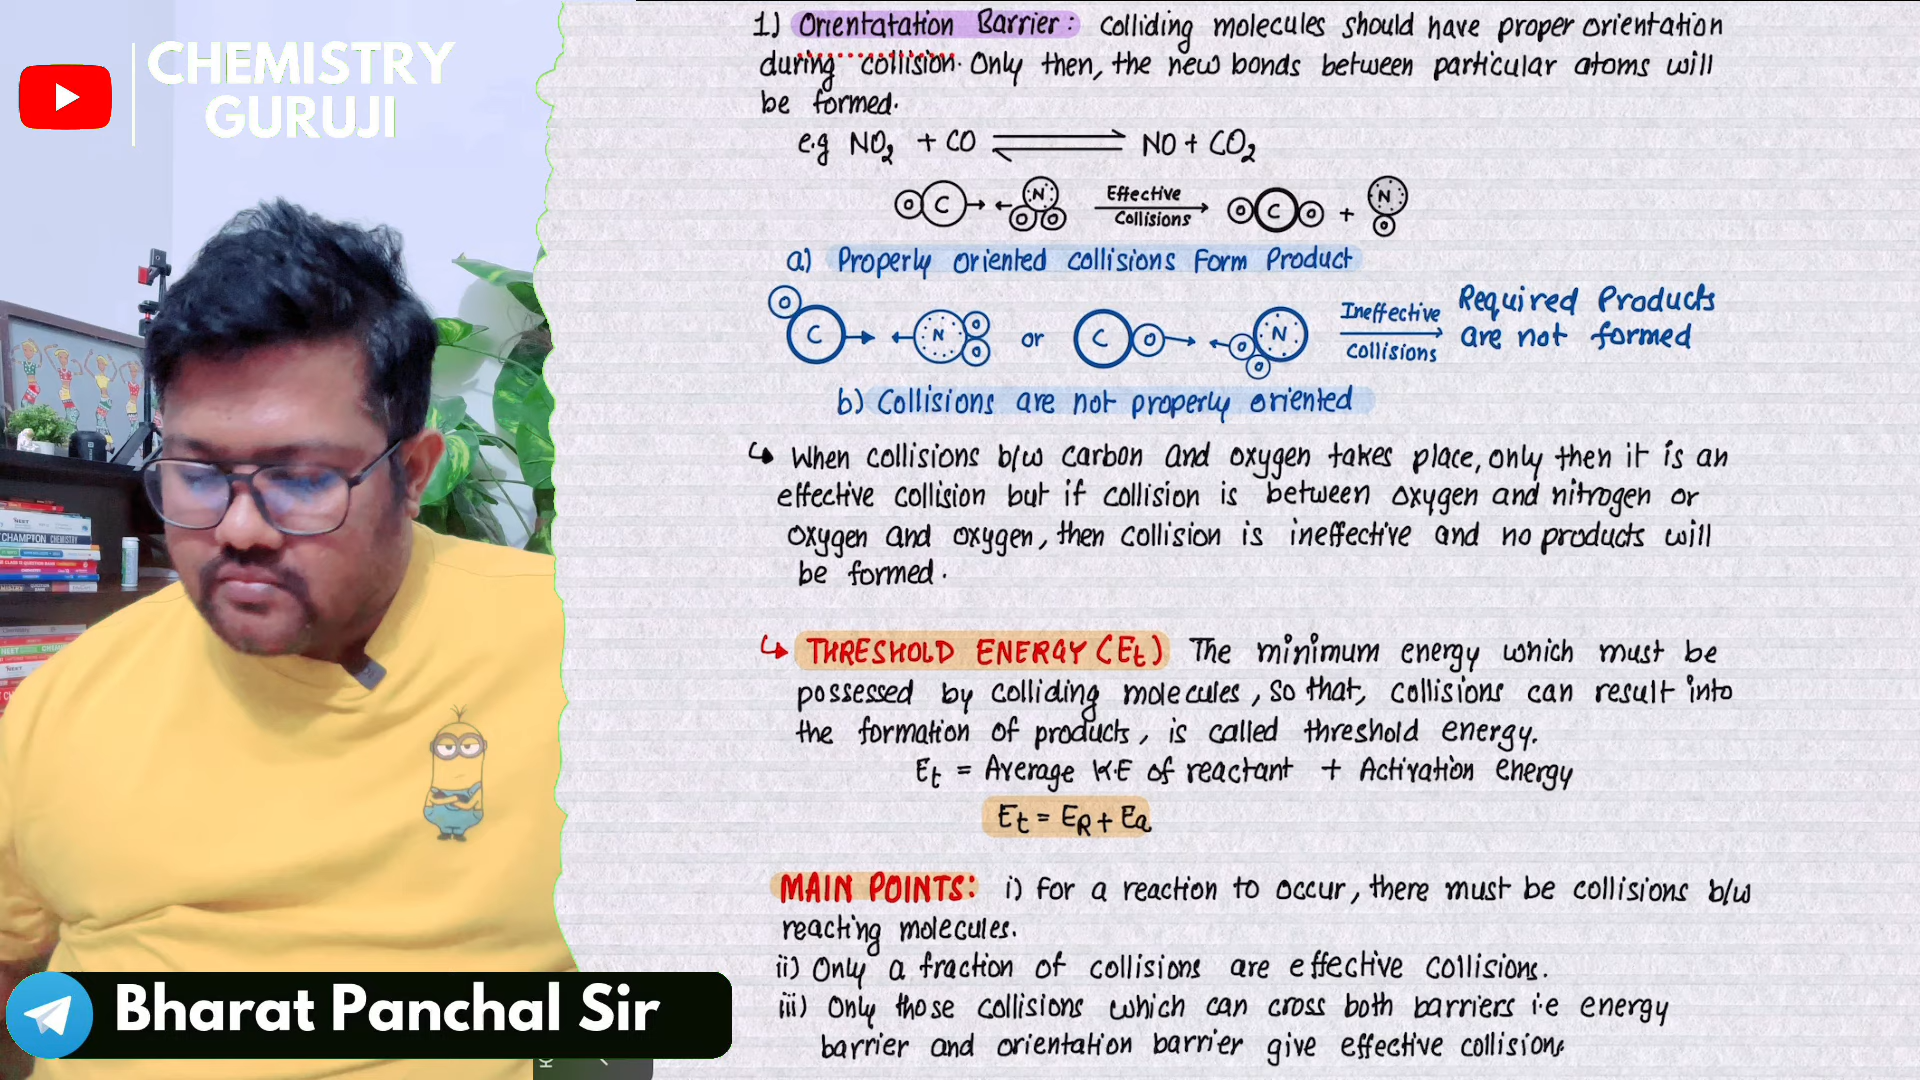 CHEMISTRY
GURUJI
1) Orientatation Barrier: Colliding molecules should have proper orientation
during collision. Only then, the new bonds between particular atoms will
be formed.
e.g NO₂ + CO ⇌ NO + CO₂
O C → ← N O O Effective Collisions → O C O + N O
a) Properly oriented collisions Form Product
O C → ← N O O or C O → ← O N O Ineffective Collisions → Required Products
are not formed
b) Collisions are not properly oriented
↳ When collisions b/w carbon and oxygen takes place, only then it is an
effective collision but if collision is between oxygen and nitrogen or
oxygen and oxygen, then collision is ineffective and no products will
be formed.
↳ THRESHOLD ENERGY (Et) The minimum energy which must be
possessed by colliding molecules, so that, collisions can result into
the formation of products, is called threshold energy.
Et = Average K.E of reactant + Activation energy
Et = ER + Ea
MAIN POINTS: i) For a reaction to occur, there must be collisions b/w
reacting molecules.
ii) Only a fraction of collisions are effective collisions.
iii) Only those collisions which can cross both barriers i.e energy
barrier and orientation barrier give effective collision
Bharat Panchal Sir